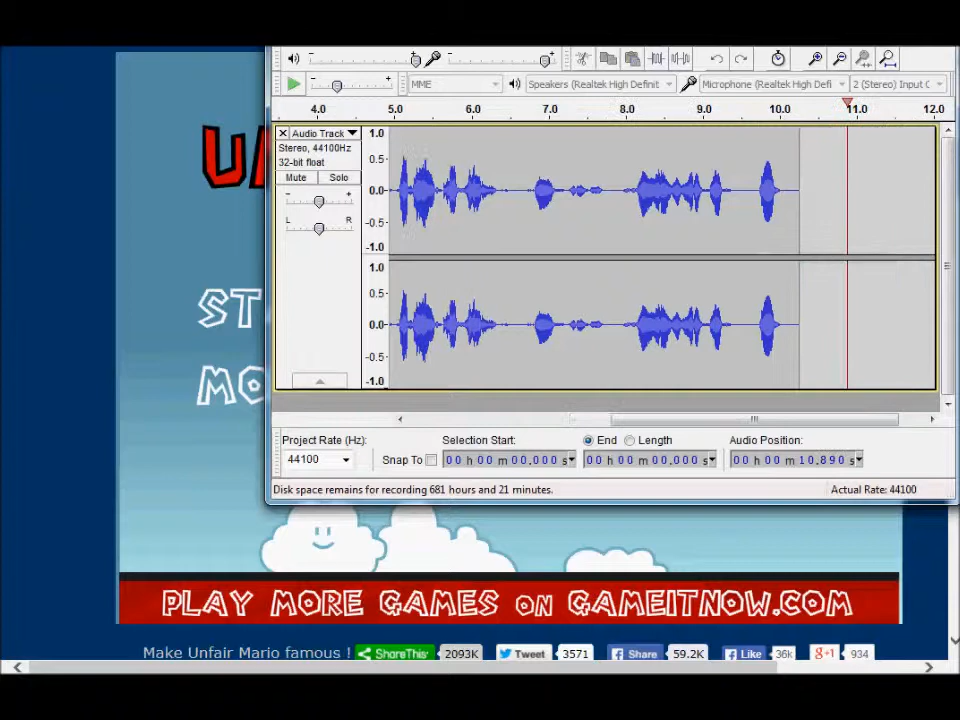 MME
Speakers (Realtek High Definit
Microphone (Realtek High Defi
2 (Stereo) Input C
4.0 5.0 6.0 7.0 8.0 9.0 10.0 11.0 12.0
Audio Track
Stereo, 44100Hz
32-bit float
Mute Solo
- +
L R
1.0
0.5-
0.0-
-0.5-
-1.0
1.0
0.5-
0.0-
-0.5-
-1.0
ST
MO
Project Rate (Hz):
44100
Snap To
Selection Start:
00 h 00 m 00.000 s
End Length
00 h 00 m 00.000 s
Audio Position:
00 h 00 m 10.890 s
Disk space remains for recording 681 hours and 21 minutes.
Actual Rate: 44100
PLAY MORE GAMES ON GAMEITNOW.COM
Make Unfair Mario famous ! ShareThis 2093K Tweet 3571 Share 59.2K Like 36k g+1 934